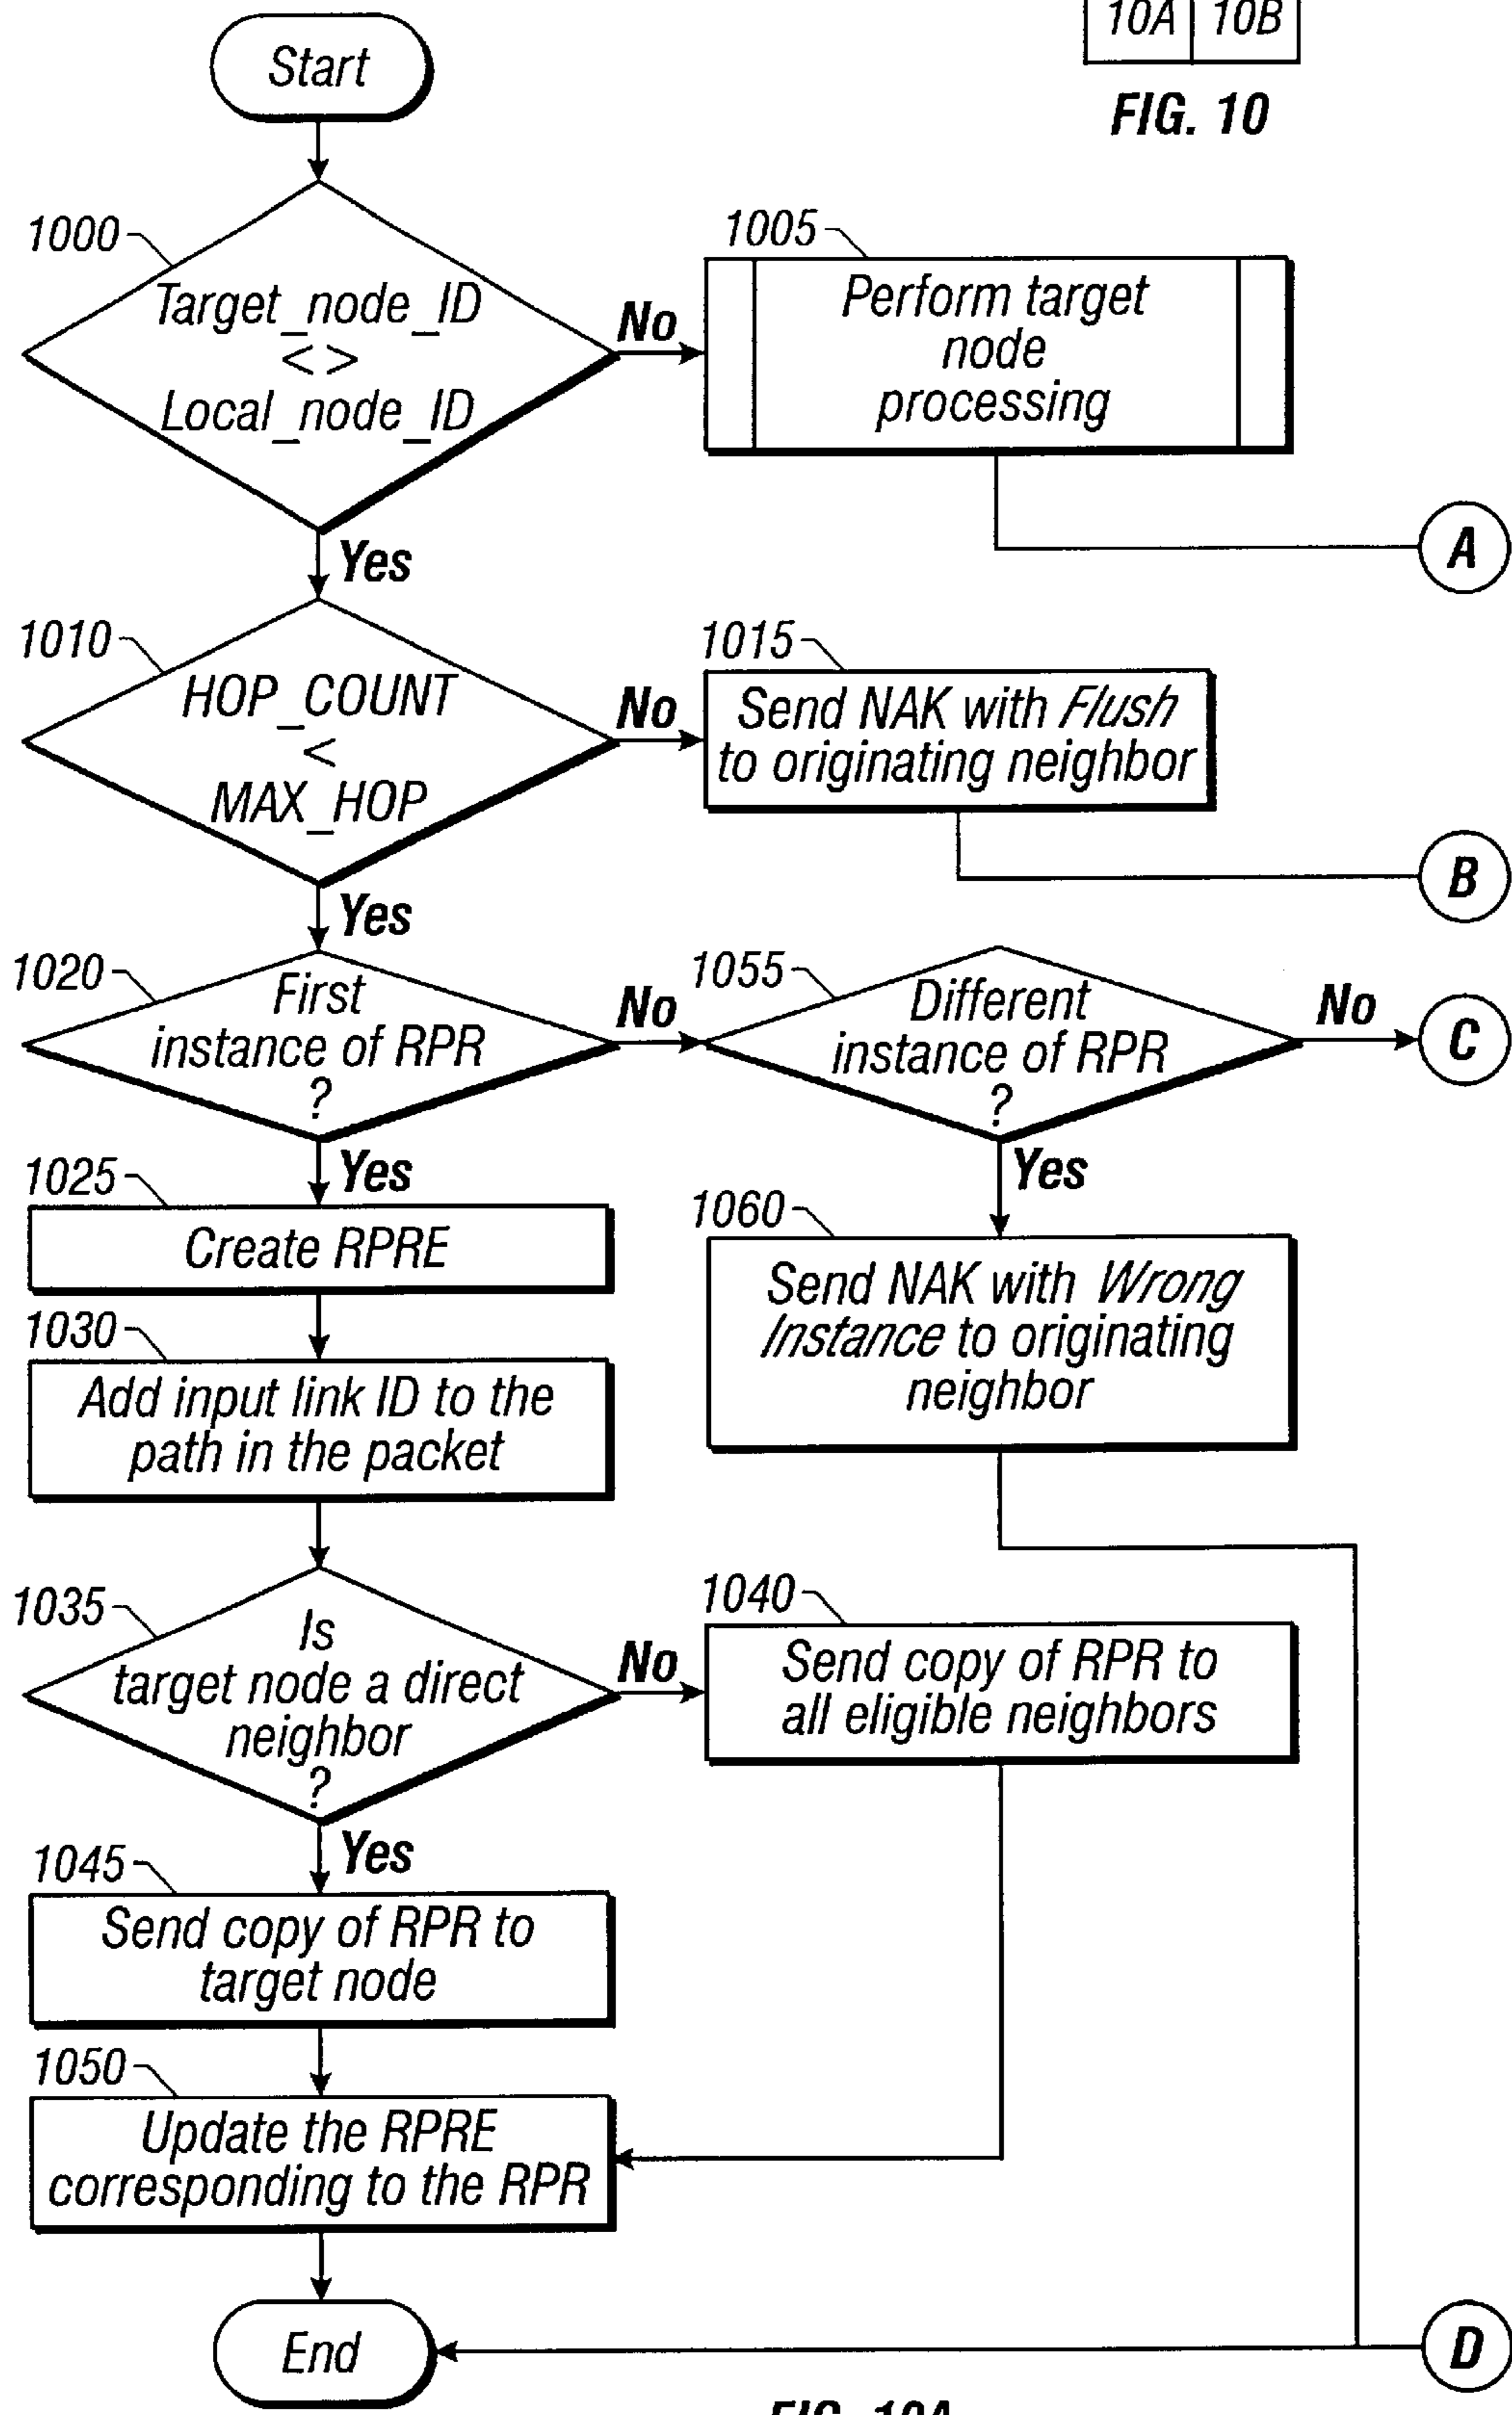 10A 10B
FIG. 10
Start
1000
Target_node_ID
<>
Local_node_ID
No
1005
Perform target
node
processing
A
Yes
1010
HOP_COUNT
<
MAX_HOP
No
1015
Send NAK with Flush
to originating neighbor
B
Yes
1020
First
instance of RPR
?
No
1055
Different
instance of RPR
?
No
C
Yes
1025
Create RPRE
Yes
1060
Send NAK with Wrong
Instance to originating
neighbor
1030
Add input link ID to the
path in the packet
1035
Is
target node a direct
neighbor
?
No
1040
Send copy of RPR to
all eligible neighbors
Yes
1045
Send copy of RPR to
target node
1050
Update the RPRE
corresponding to the RPR
End
D
FIG. 10A